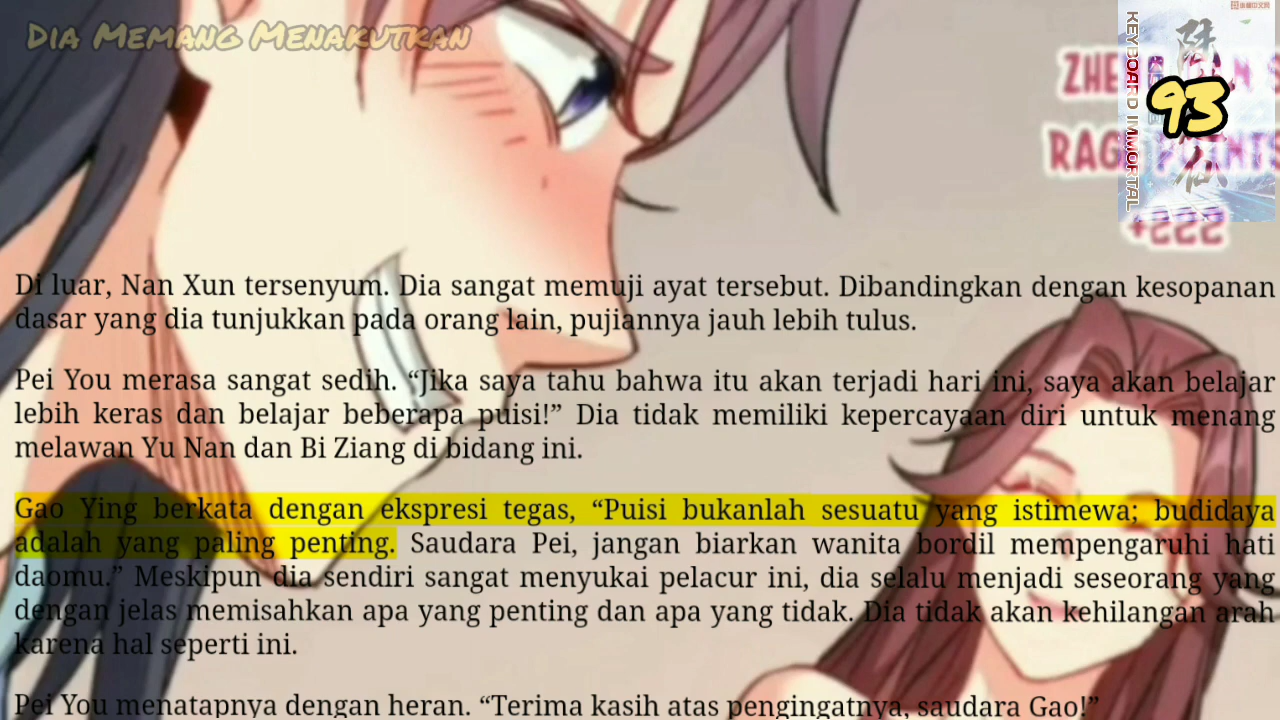 Dia Memang Menakutkan
KEYBOARD IMMORTAL
93
+222
Di luar, Nan Xun tersenyum. Dia sangat memuji ayat tersebut. Dibandingkan dengan kesopanan
dasar yang dia tunjukkan pada orang lain, pujiannya jauh lebih tulus.
Pei You merasa sangat sedih. “Jika saya tahu bahwa itu akan terjadi hari ini, saya akan belajar
lebih keras dan belajar beberapa puisi!” Dia tidak memiliki kepercayaan diri untuk menang
melawan Yu Nan dan Bi Ziang di bidang ini.
Gao Ying berkata dengan ekspresi tegas, “Puisi bukanlah sesuatu yang istimewa; budidaya
adalah yang paling penting. Saudara Pei, jangan biarkan wanita bordil mempengaruhi hati
daomu.” Meskipun dia sendiri sangat menyukai pelacur ini, dia selalu menjadi seseorang yang
dengan jelas memisahkan apa yang penting dan apa yang tidak. Dia tidak akan kehilangan arah
karena hal seperti ini.
Pei You menatapnya dengan heran. “Terima kasih atas pengingatnya, saudara Gao!”